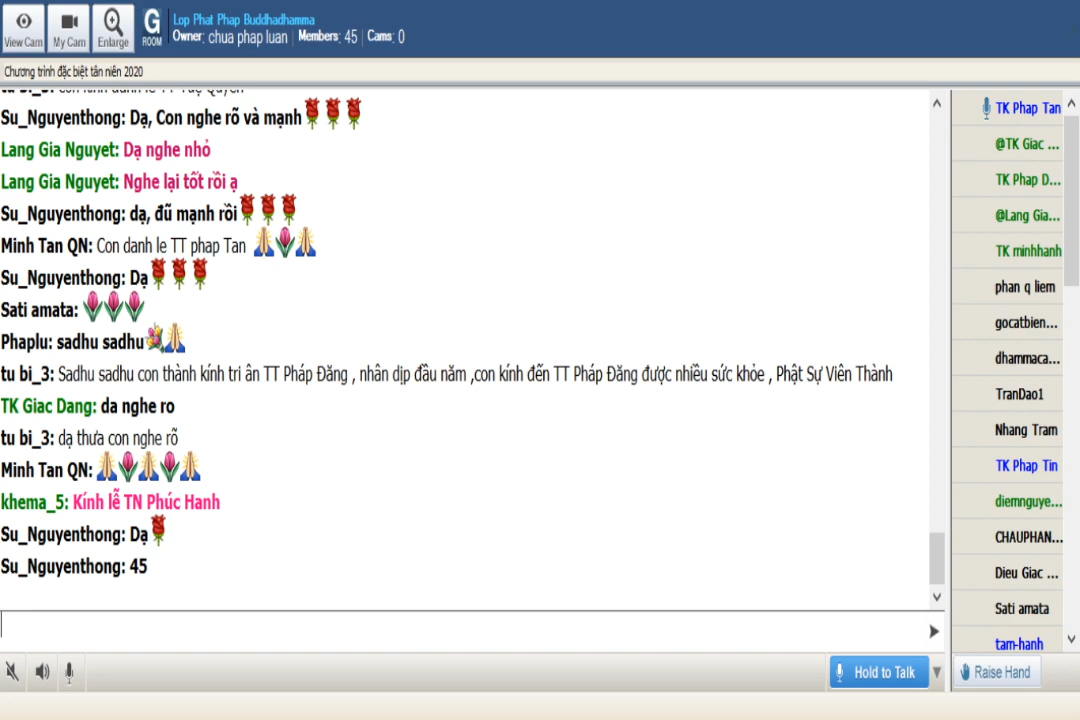 Lop Phat Phap Buddhadhamma
View Cam My Cam Enlarge G ROOM Owner: chua phap luan Members: 45 Cams: 0
Chương trình đặc biệt tân niên 2020
Su_Nguyenthong: Dạ, Con nghe rõ và mạnh
Lang Gia Nguyet: Dạ nghe nhỏ
Lang Gia Nguyet: Nghe lại tốt rồi ạ
Su_Nguyenthong: dạ, đũ mạnh rồi
Minh Tan QN: Con danh le TT phap Tan
Su_Nguyenthong: Dạ
Sati amata:
Phaplu: sadhu sadhu
tu bi_3: Sadhu sadhu con thành kính tri ân TT Pháp Đăng , nhân dịp đầu năm ,con kính đến TT Pháp Đăng được nhiều sức khỏe , Phật Sự Viên Thành
TK Giac Dang: da nghe ro
tu bi_3: dạ thưa con nghe rõ
Minh Tan QN:
khema_5: Kính lễ TN Phúc Hanh
Su_Nguyenthong: Dạ
Su_Nguyenthong: 45
TK Phap Tan
@TK Giac ...
TK Phap D...
@Lang Gia...
TK minhhanh
phan q liem
gocatbien...
dhammaca...
TranDao1
Nhang Tram
TK Phap Tin
diemnguye...
CHAUPHAN...
Dieu Giac ...
Sati amata
tam-hanh
Hold to Talk
Raise Hand